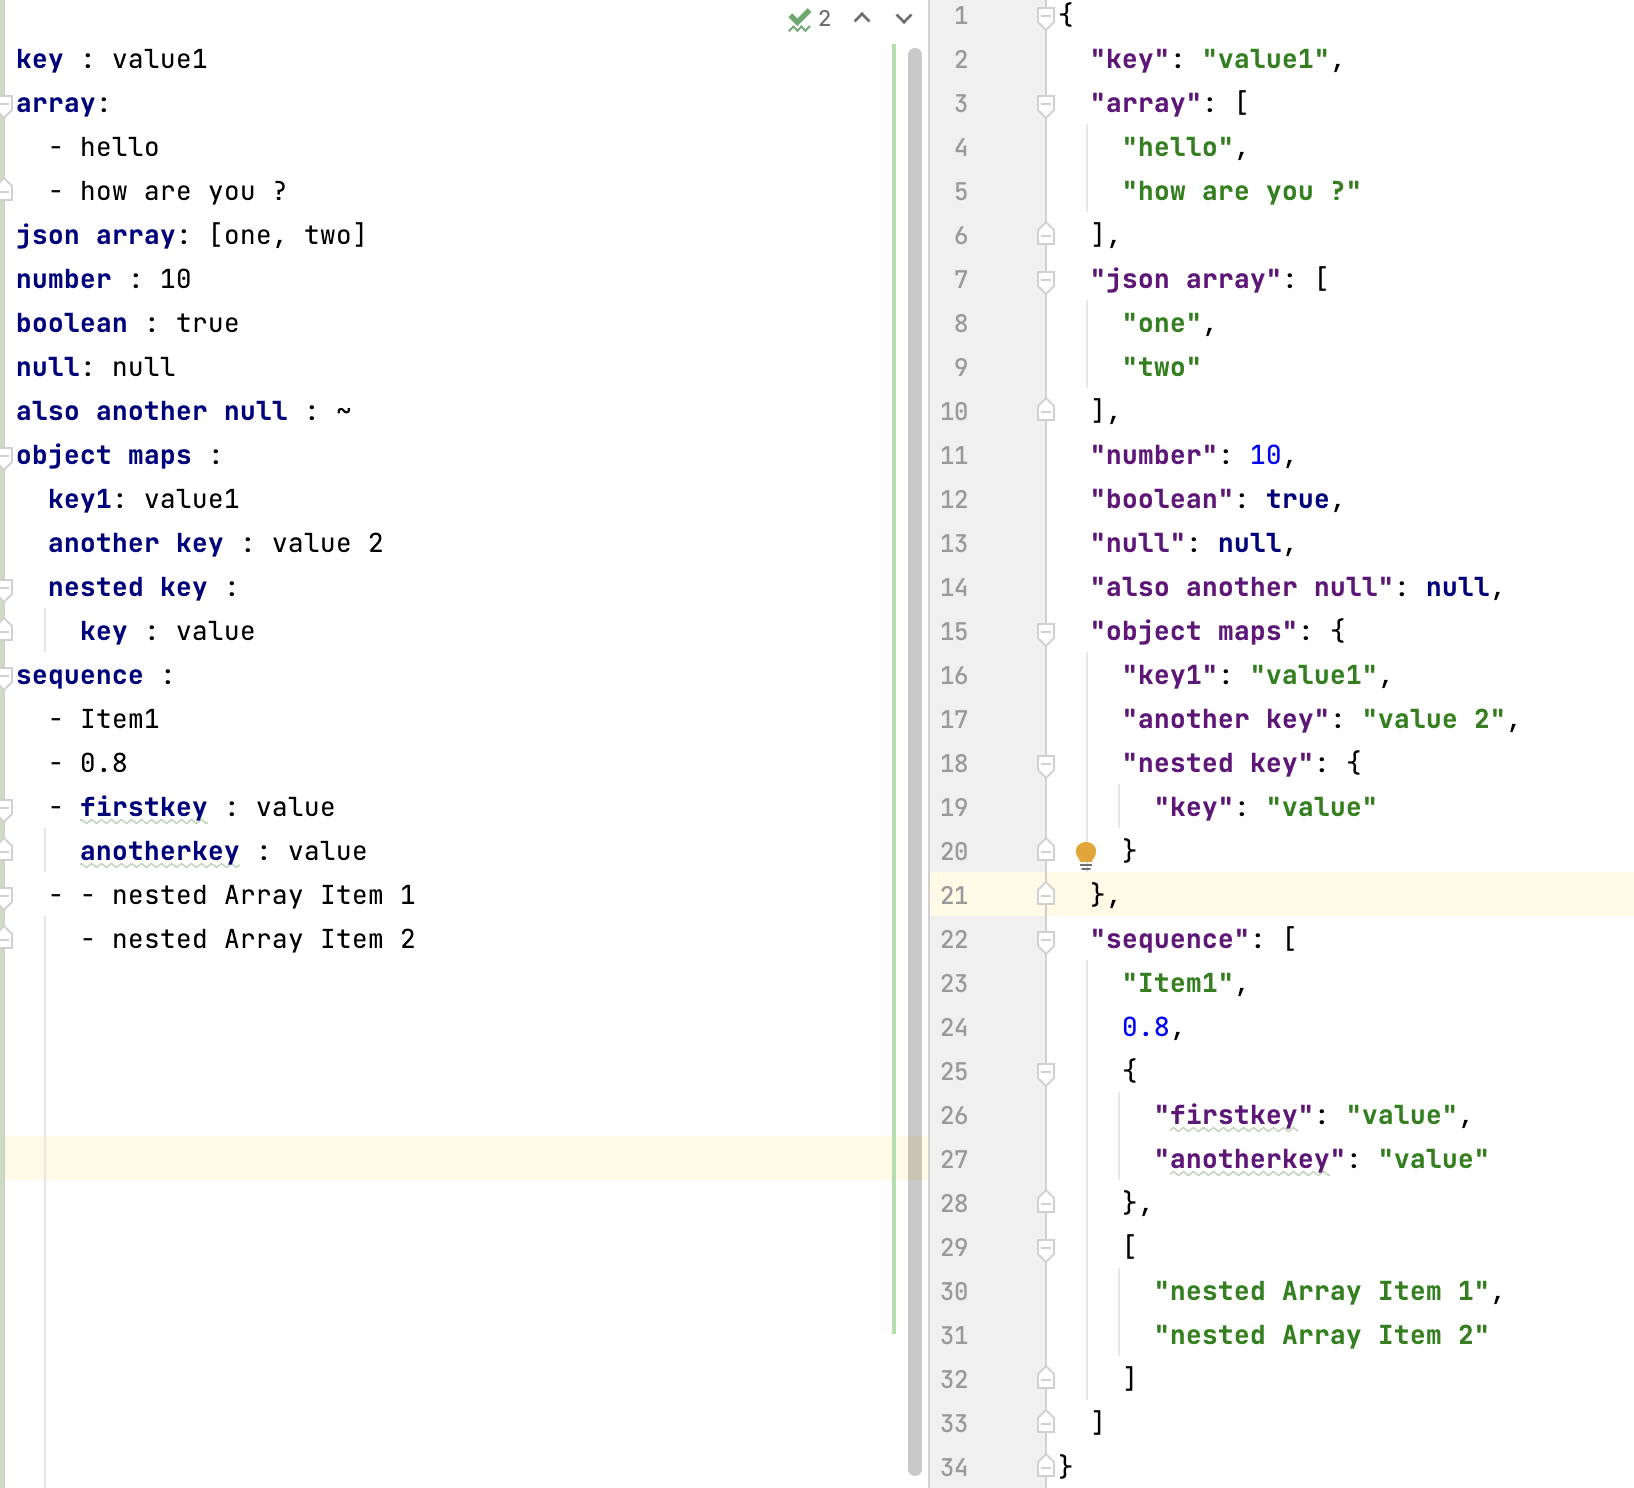 2
key : value1
array:
  - hello
  - how are you ?
json array: [one, two]
number : 10
boolean : true
null: null
also another null : ~
object maps :
  key1: value1
  another key : value 2
  nested key :
    key : value
sequence :
  - Item1
  - 0.8
  - firstkey : value
    anotherkey : value
  - - nested Array Item 1
    - nested Array Item 2
1 {
2   "key": "value1",
3   "array": [
4     "hello",
5     "how are you ?"
6   ],
7   "json array": [
8     "one",
9     "two"
10   ],
11   "number": 10,
12   "boolean": true,
13   "null": null,
14   "also another null": null,
15   "object maps": {
16     "key1": "value1",
17     "another key": "value 2",
18     "nested key": {
19       "key": "value"
20     }
21   },
22   "sequence": [
23     "Item1",
24     0.8,
25     {
26       "firstkey": "value",
27       "anotherkey": "value"
28     },
29     [
30       "nested Array Item 1",
31       "nested Array Item 2"
32     ]
33   ]
34 }